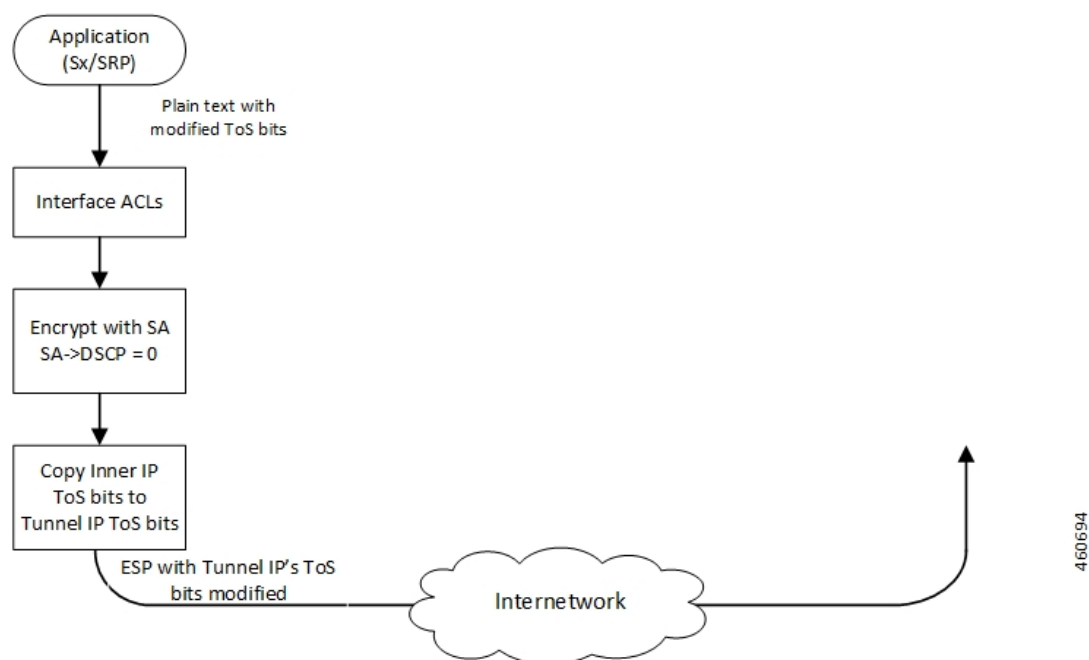 Application
(Sx/SRP)
Plain text with
modified ToS bits
Interface ACLs
Encrypt with SA
SA->DSCP = 0
Copy Inner IP
ToS bits to
Tunnel IP ToS bits
ESP with Tunnel IP's ToS
bits modified
Internetwork
460694